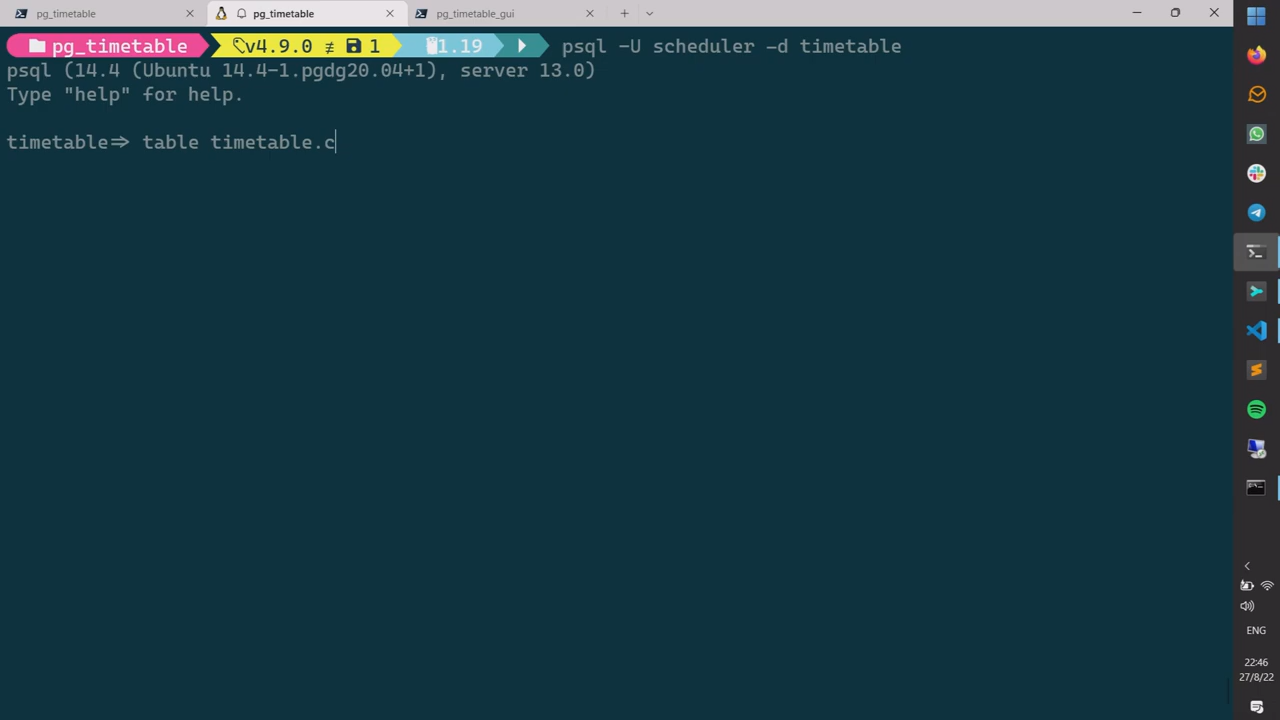 pg_timetable
pg_timetable
pg_timetable_gui
pg_timetable v4.9.0 ≢ 1 1.19 psql -U scheduler -d timetable
psql (14.4 (Ubuntu 14.4-1.pgdg20.04+1), server 13.0)
Type "help" for help.
timetable=> table timetable.c
ENG
22:46
27/8/22